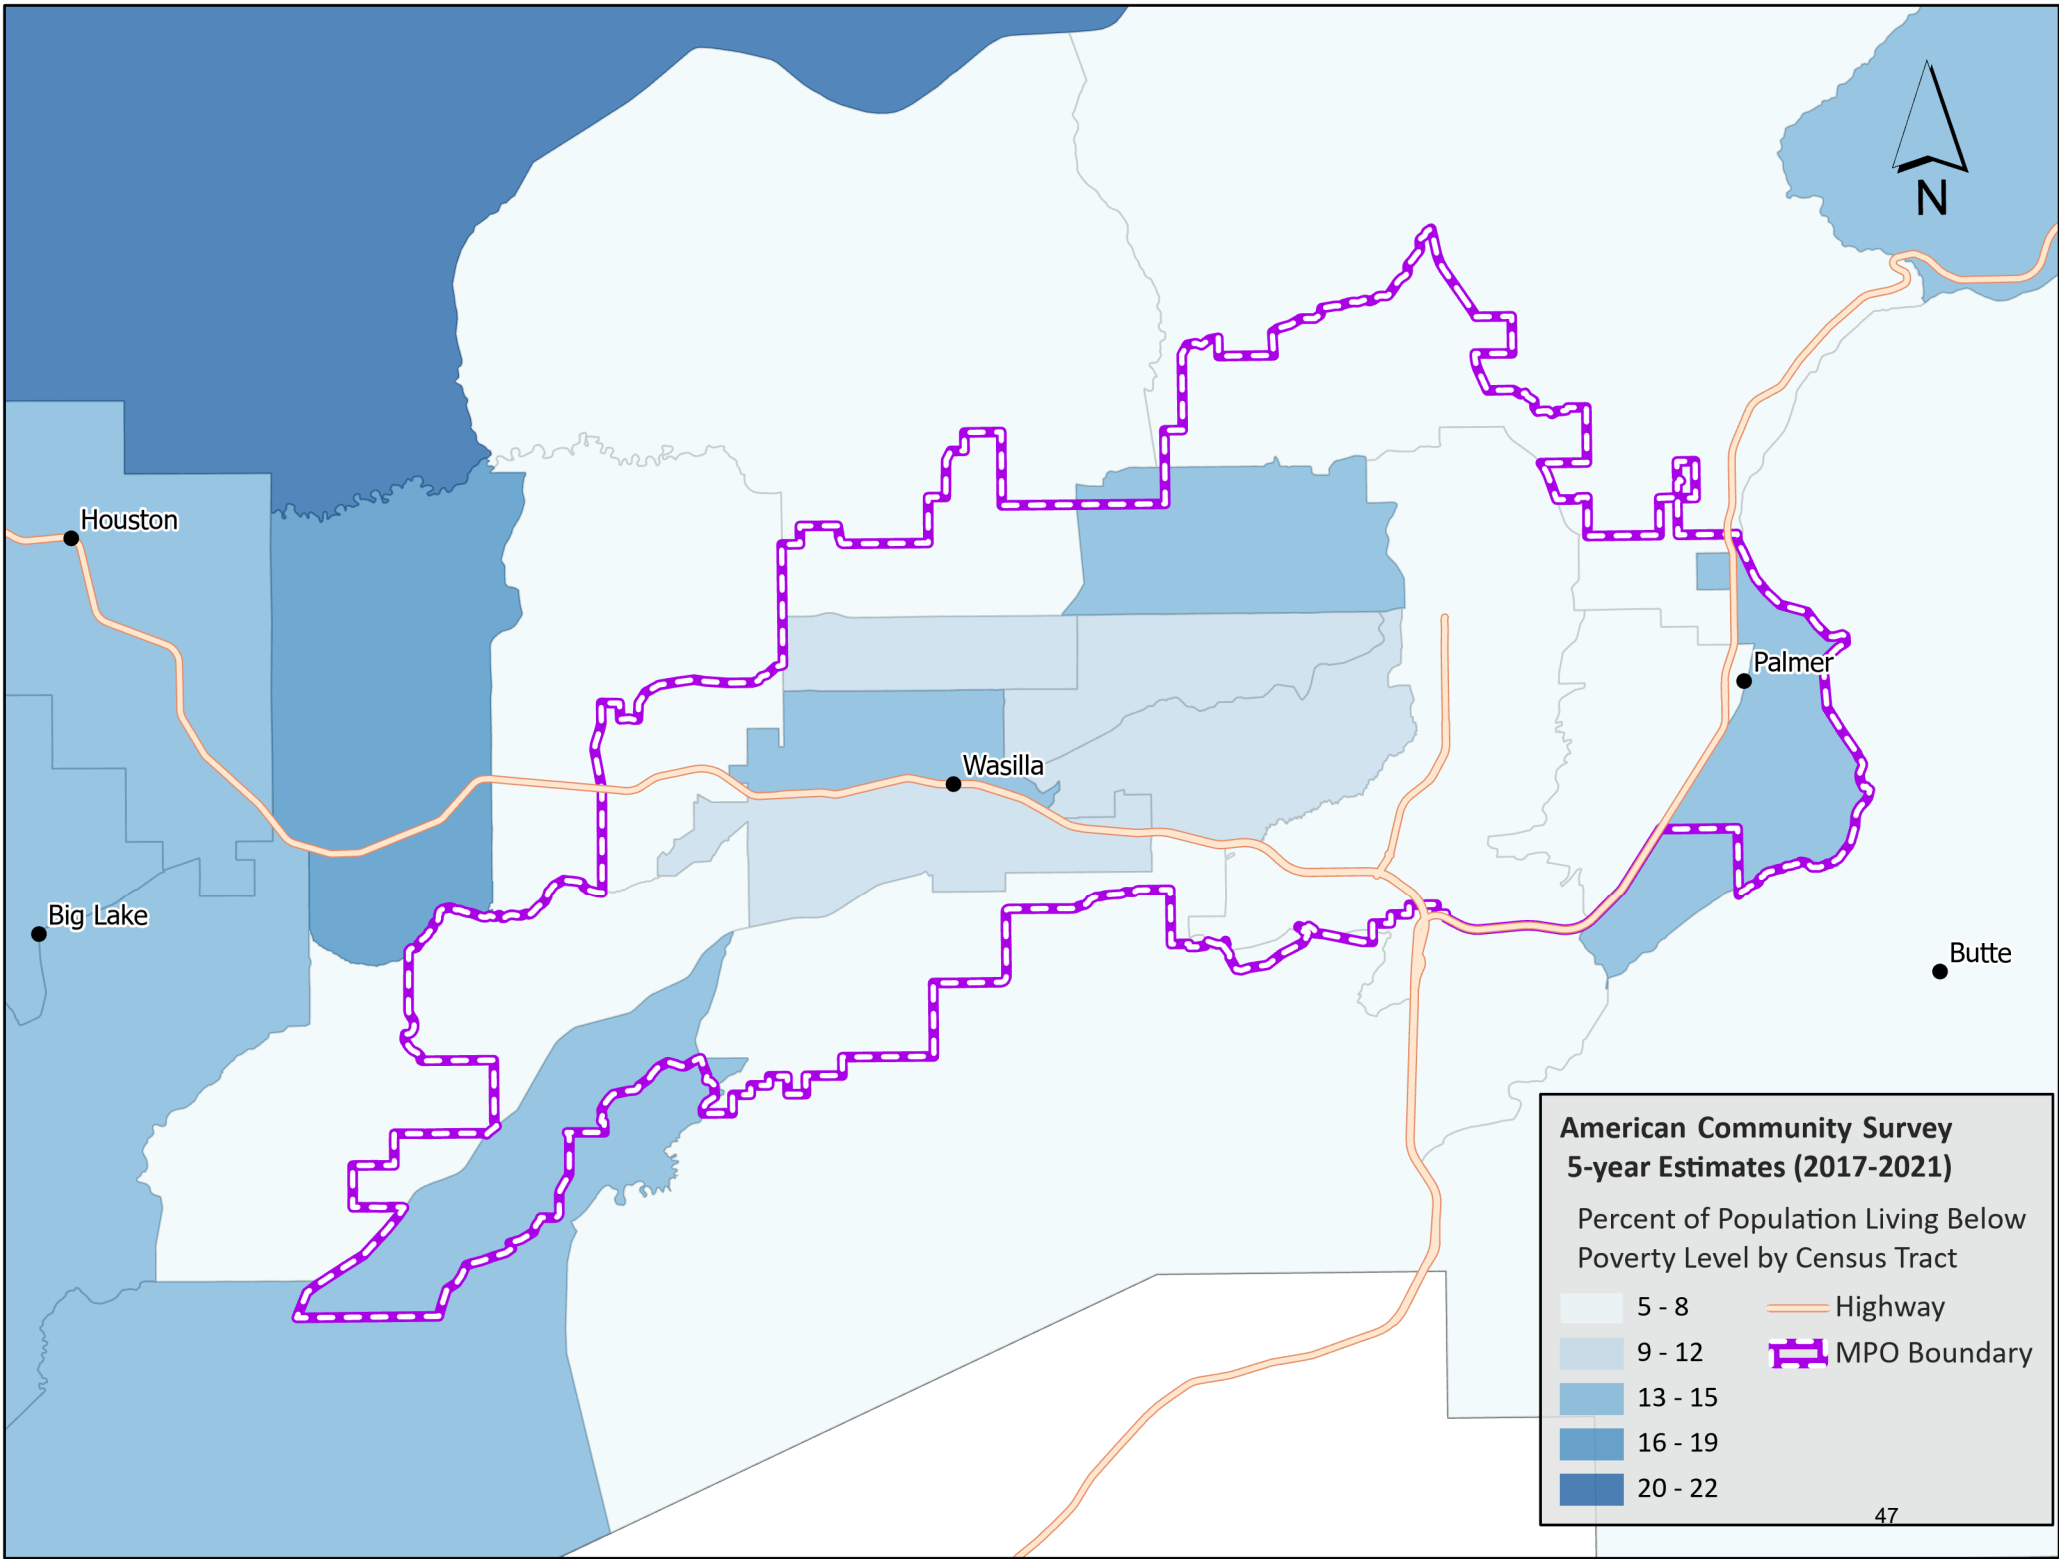 N
Houston
Palmer
Wasilla
Big Lake
Butte
American Community Survey
5-year Estimates (2017-2021)
Percent of Population Living Below
Poverty Level by Census Tract
5 - 8
Highway
9 - 12
MPO Boundary
13 - 15
16 - 19
20 - 22
47